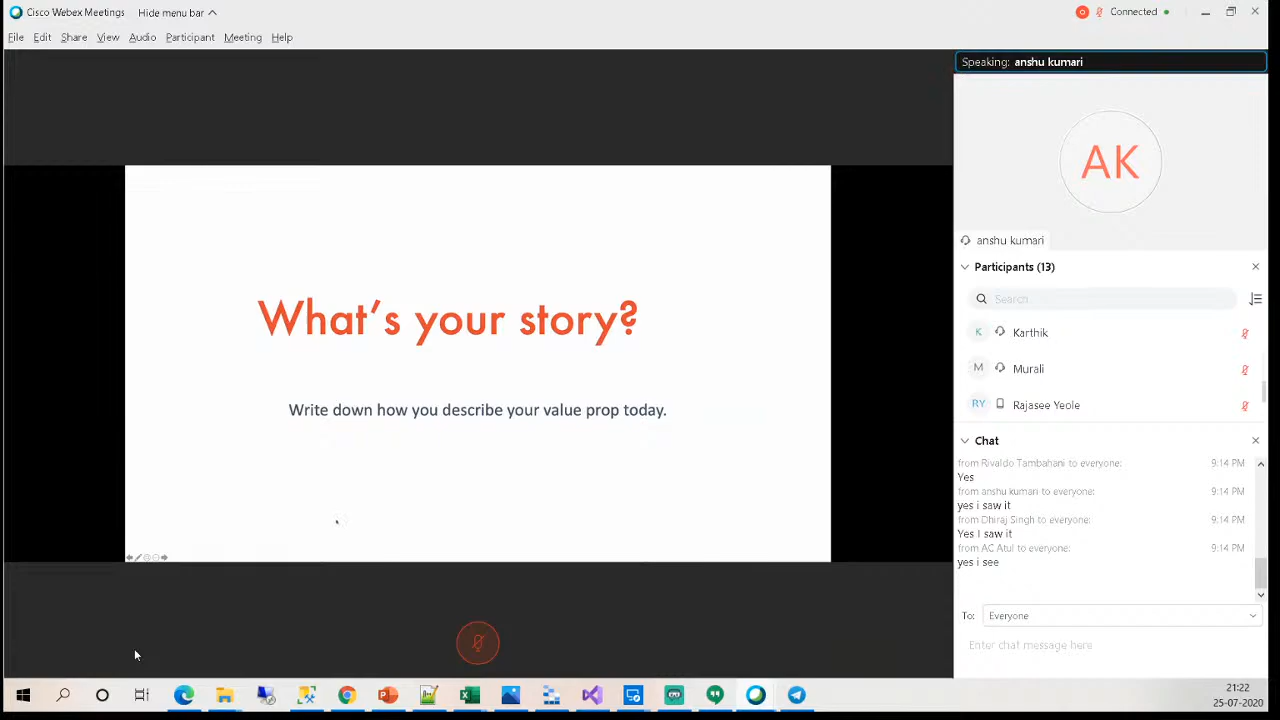 Cisco Webex Meetings
Hide menu bar
Connected
File Edit Share View Audio Participant Meeting Help
Speaking: anshu kumari
AK
anshu kumari
Participants (13)
Search
K Karthik
M Murali
RY Rajasee Yeole
What's your story?
Write down how you describe your value prop today.
Chat
from Rivaldo Tambahani to everyone: 9:14 PM
Yes
from anshu kumari to everyone: 9:14 PM
yes i saw it
from Dhiraj Singh to everyone: 9:14 PM
Yes I saw it
from AC Atul to everyone: 9:14 PM
yes i see
To: Everyone
Enter chat message here
21:22
25-07-2020